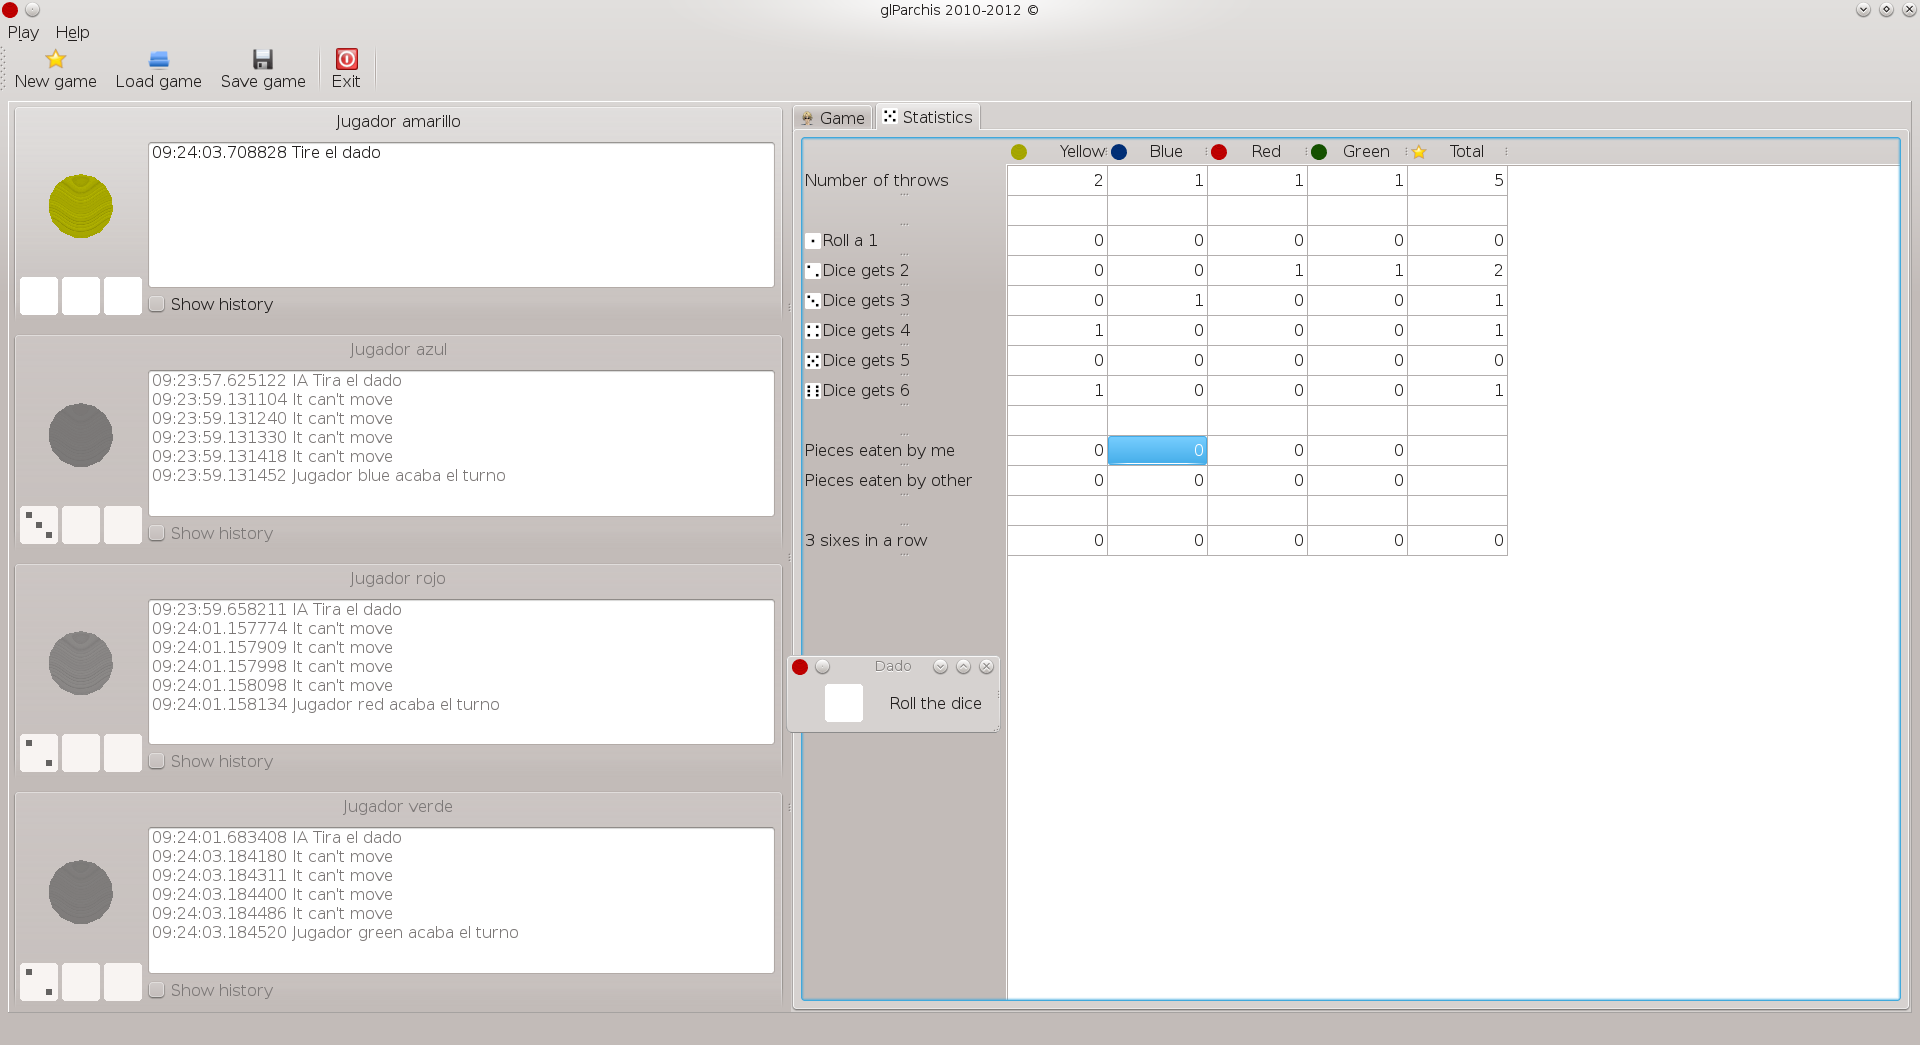 glParchis 2010-2012 ©
Play Help
New game Load game Save game Exit
Jugador amarillo
09:24:03.708828 Tire el dado
Show history
Jugador azul
09:23:57.625122 IA Tira el dado
09:23:59.131104 It can't move
09:23:59.131240 It can't move
09:23:59.131330 It can't move
09:23:59.131418 It can't move
09:23:59.131452 Jugador blue acaba el turno
Show history
Jugador rojo
09:23:59.658211 IA Tira el dado
09:24:01.157774 It can't move
09:24:01.157909 It can't move
09:24:01.157998 It can't move
09:24:01.158098 It can't move
09:24:01.158134 Jugador red acaba el turno
Show history
Jugador verde
09:24:01.683408 IA Tira el dado
09:24:03.184180 It can't move
09:24:03.184311 It can't move
09:24:03.184400 It can't move
09:24:03.184486 It can't move
09:24:03.184520 Jugador green acaba el turno
Show history
Game Statistics
Yellow Blue Red Green Total
Number of throws 2 1 1 1 5
Roll a 1 0 0 0 0 0
Dice gets 2 0 0 1 1 2
Dice gets 3 0 1 0 0 1
Dice gets 4 1 0 0 0 1
Dice gets 5 0 0 0 0 0
Dice gets 6 1 0 0 0 1
Pieces eaten by me 0 0 0 0
Pieces eaten by other 0 0 0 0
3 sixes in a row 0 0 0 0 0
Dado
Roll the dice